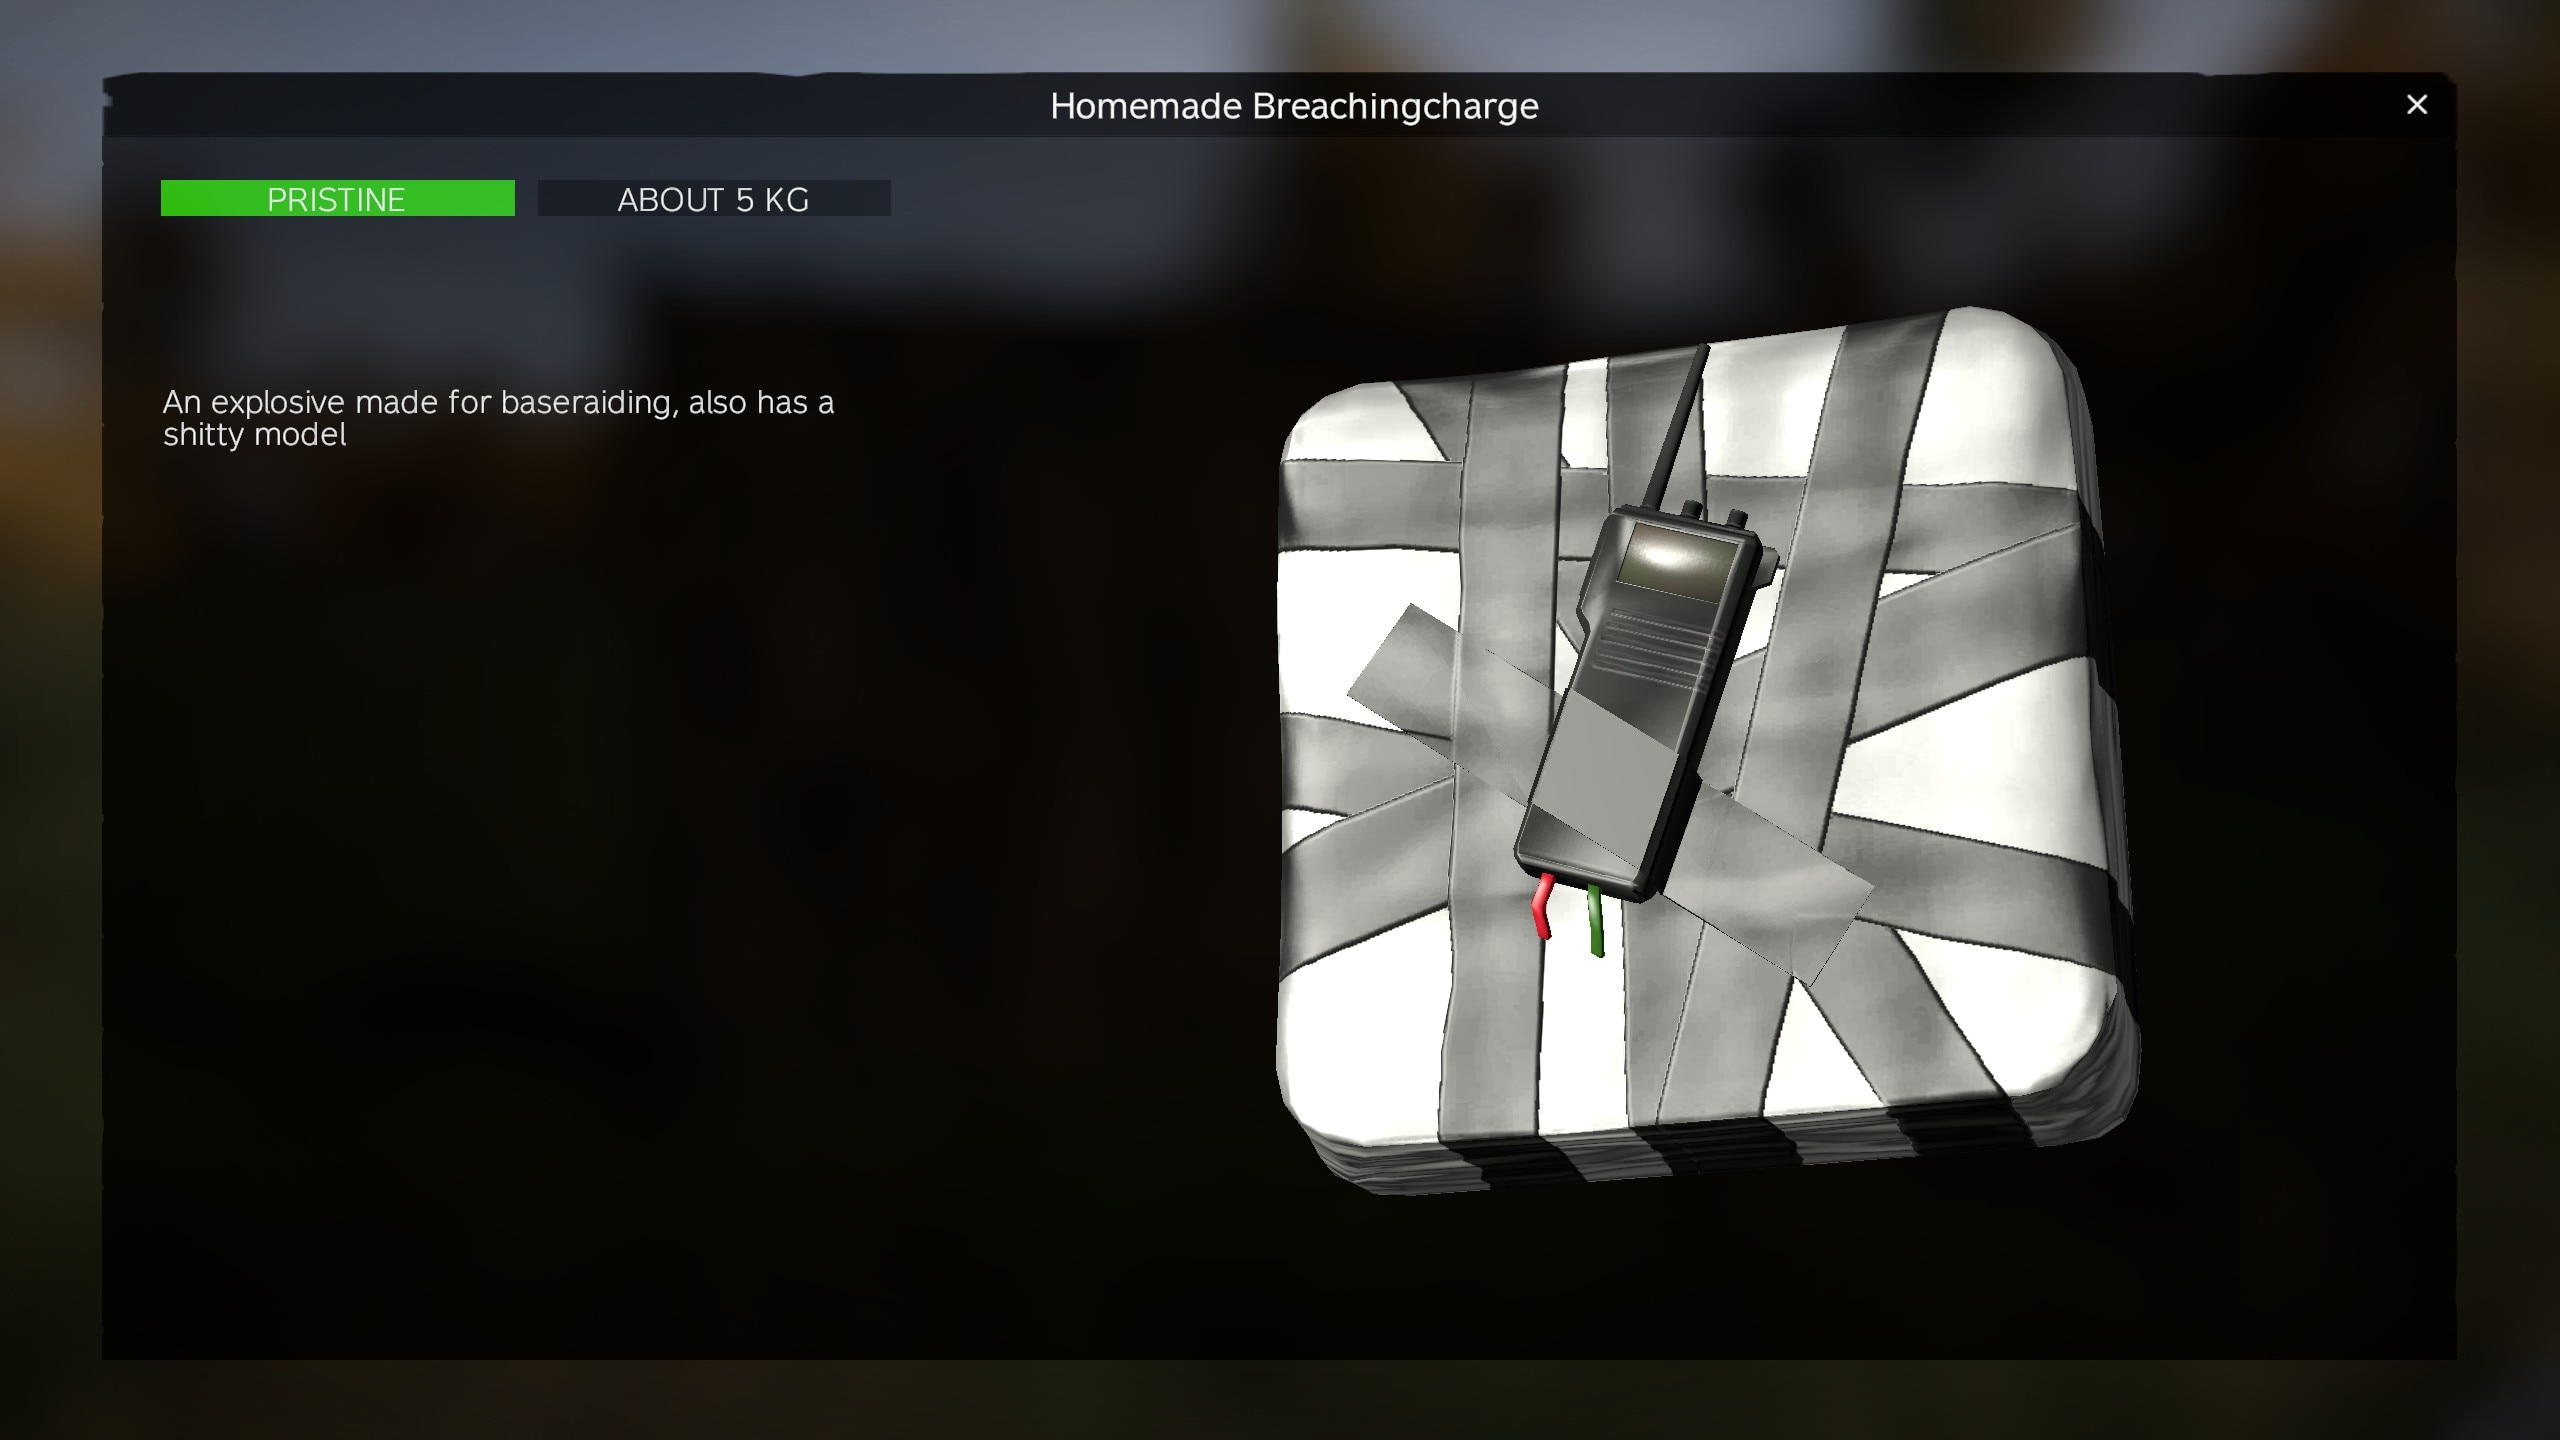 Homemade Breachingcharge
PRISTINE
ABOUT 5 KG
An explosive made for baseraiding, also has a
shitty model